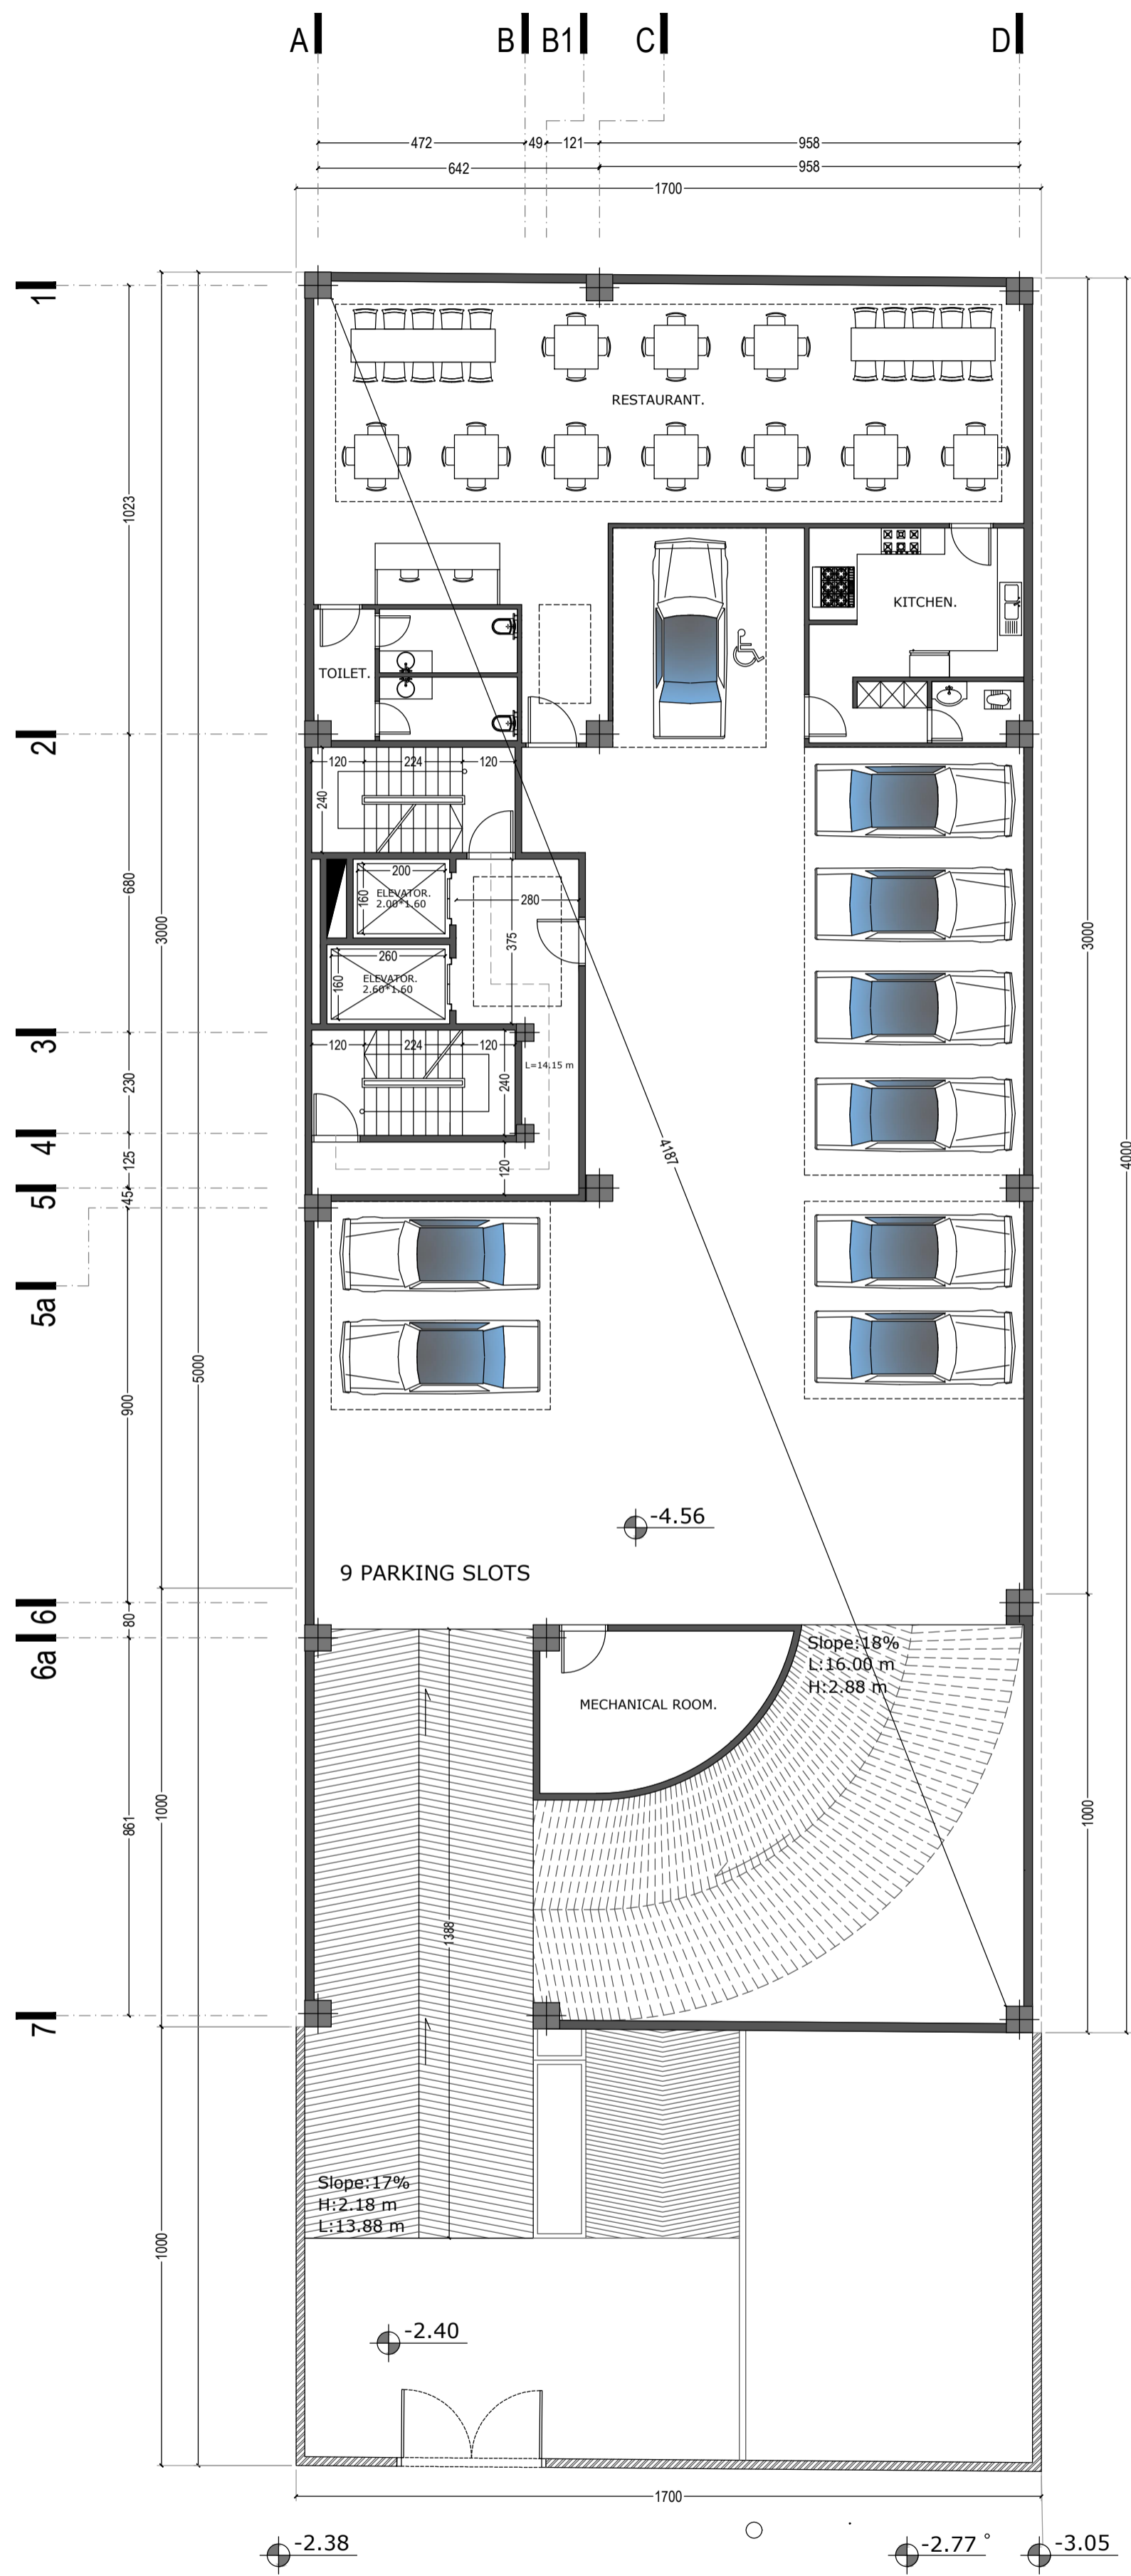 A B B1 C D
472 49 121 958
642 958
1700
1
1023
RESTAURANT.
KITCHEN.
TOILET.
2
120 224 120
240
680
3000
3000
200
ELEVATOR.
2.00*1.60
160
280
375
260
ELEVATOR.
2.60*1.60
160
3
120 224 120
L=14.15 m
240
230
4
125
120
4187
4000
5
45
5a
5000
900
-4.56
9 PARKING SLOTS
6
80
6a
Slope:18%
L:16.00 m
H:2.88 m
MECHANICAL ROOM.
861
1000
1000
1388
7
Slope:17%
H:2.18 m
L:13.88 m
1000
-2.40
1700
-2.38 -2.77 -3.05